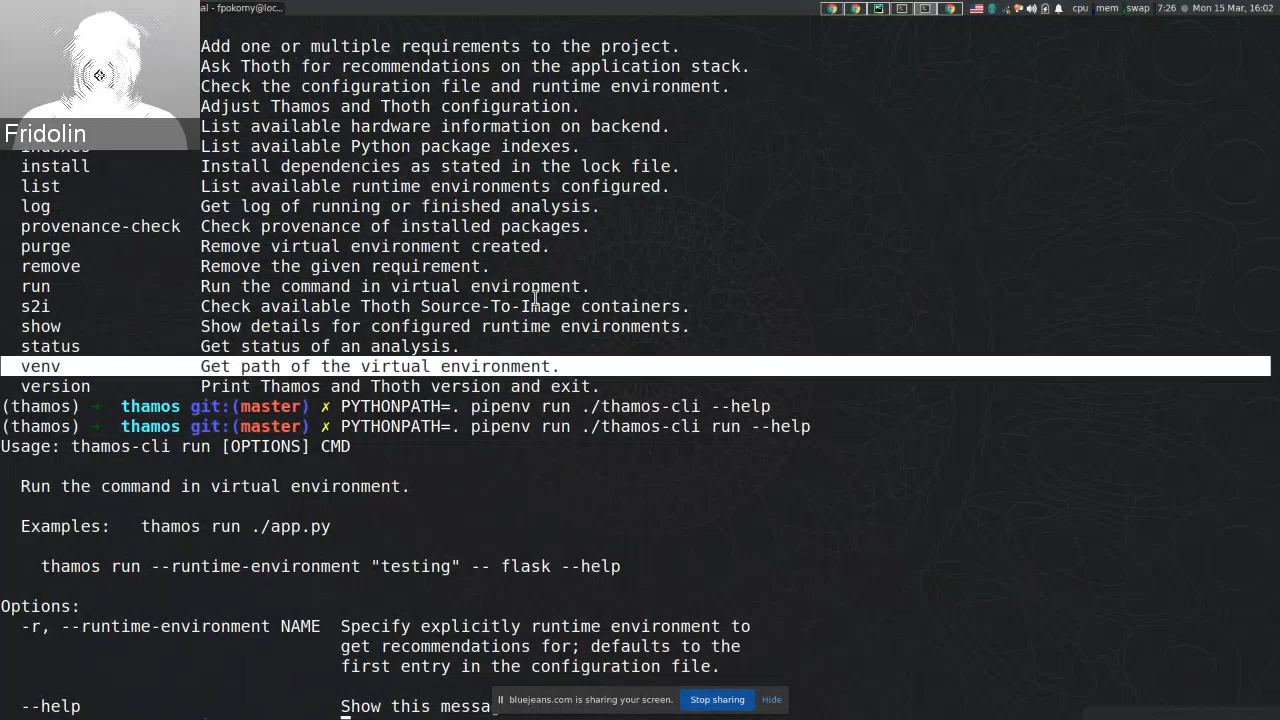 al - fpokorny@loc...
cpu mem swap 7:26 Mon 15 Mar, 16:02
Add one or multiple requirements to the project.
Ask Thoth for recommendations on the application stack.
Check the configuration file and runtime environment.
Adjust Thamos and Thoth configuration.
List available hardware information on backend.
Fridolin
indexes List available Python package indexes.
install Install dependencies as stated in the lock file.
list List available runtime environments configured.
log Get log of running or finished analysis.
provenance-check Check provenance of installed packages.
purge Remove virtual environment created.
remove Remove the given requirement.
run Run the command in virtual environment.
s2i Check available Thoth Source-To-Image containers.
show Show details for configured runtime environments.
status Get status of an analysis.
venv Get path of the virtual environment.
version Print Thamos and Thoth version and exit.
(thamos) → thamos git:(master) ✗ PYTHONPATH=. pipenv run ./thamos-cli --help
(thamos) → thamos git:(master) ✗ PYTHONPATH=. pipenv run ./thamos-cli run --help
Usage: thamos-cli run [OPTIONS] CMD
Run the command in virtual environment.
Examples: thamos run ./app.py
thamos run --runtime-environment "testing" -- flask --help
Options:
-r, --runtime-environment NAME Specify explicitly runtime environment to
get recommendations for; defaults to the
first entry in the configuration file.
--help Show this messa
bluejeans.com is sharing your screen. Stop sharing Hide